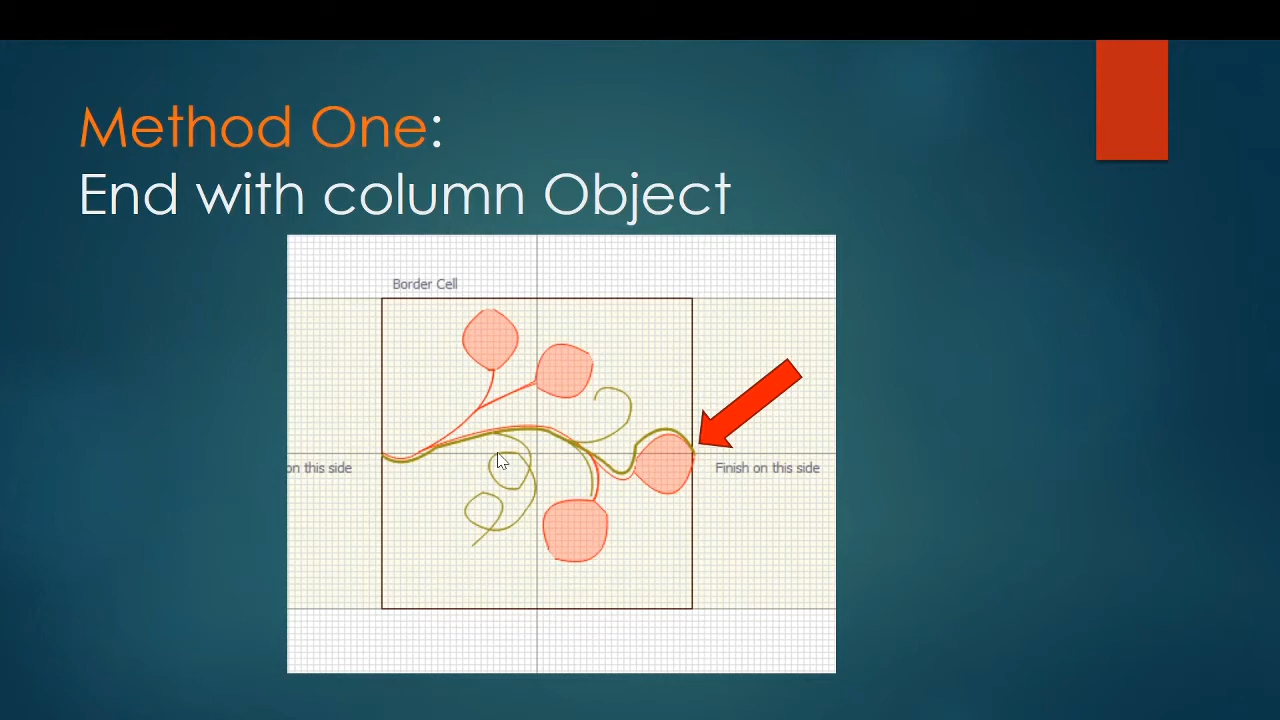 Method One:
End with column Object
Border Cell
on this side
Finish on this side